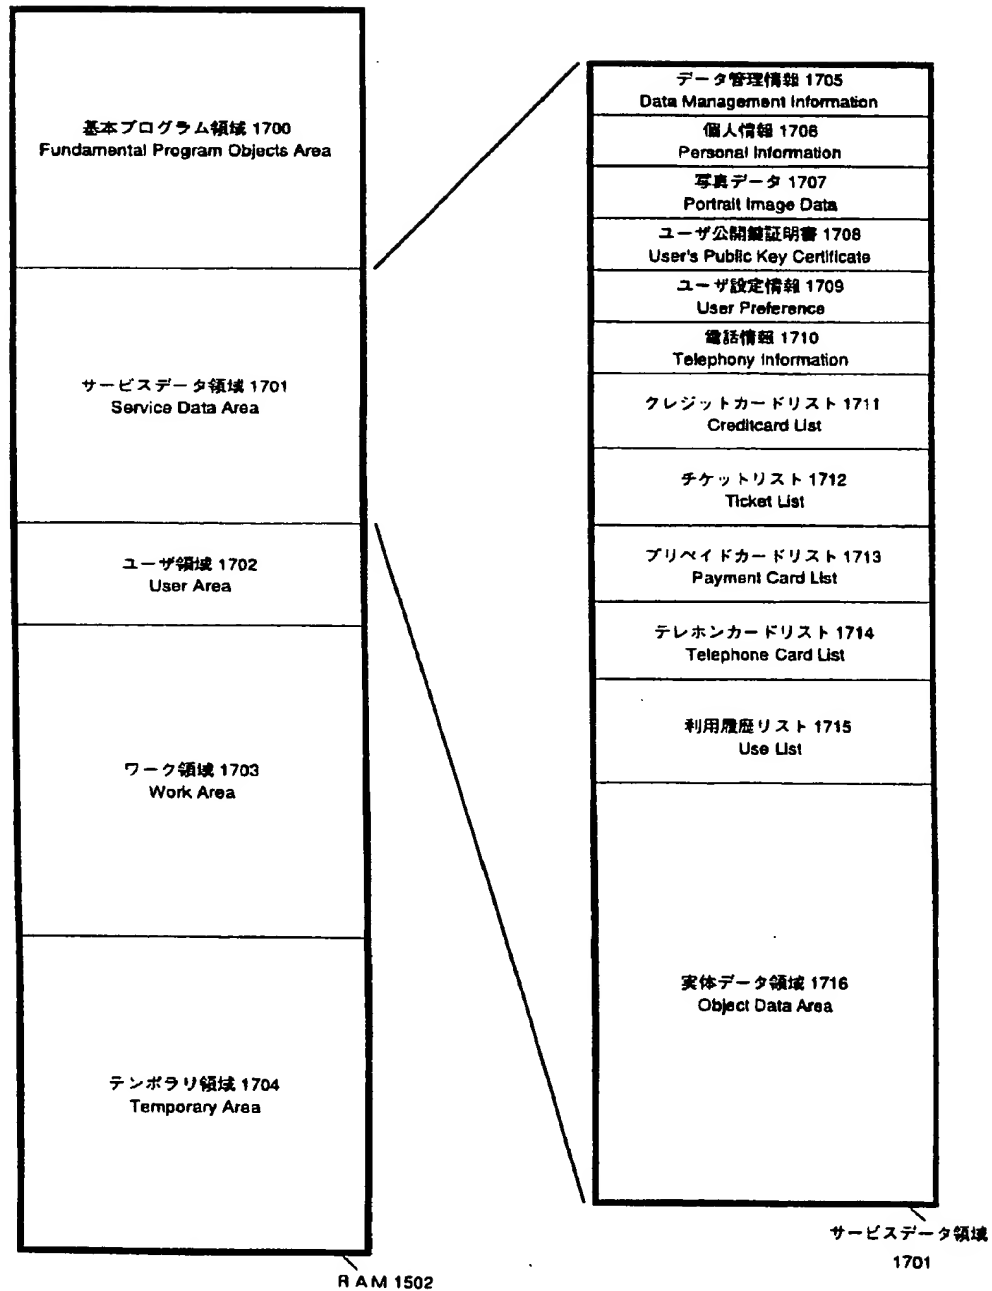 基本プログラム領域 1700
Fundamental Program Objects Area
サービスデータ領域 1701
Service Data Area
ユーザ領域 1702
User Area
ワーク領域 1703
Work Area
テンポラリ領域 1704
Temporary Area
RAM 1502
データ管理情報 1705
Data Management Information
個人情報 1706
Personal Information
写真データ 1707
Portrait Image Data
ユーザ公開鍵証明書 1708
User's Public Key Certificate
ユーザ設定情報 1709
User Preference
電話情報 1710
Telephony Information
クレジットカードリスト 1711
Creditcard List
チケットリスト 1712
Ticket List
プリペイドカードリスト 1713
Payment Card List
テレホンカードリスト 1714
Telephone Card List
利用履歴リスト 1715
Use List
実体データ領域 1716
Object Data Area
サービスデータ領域
1701